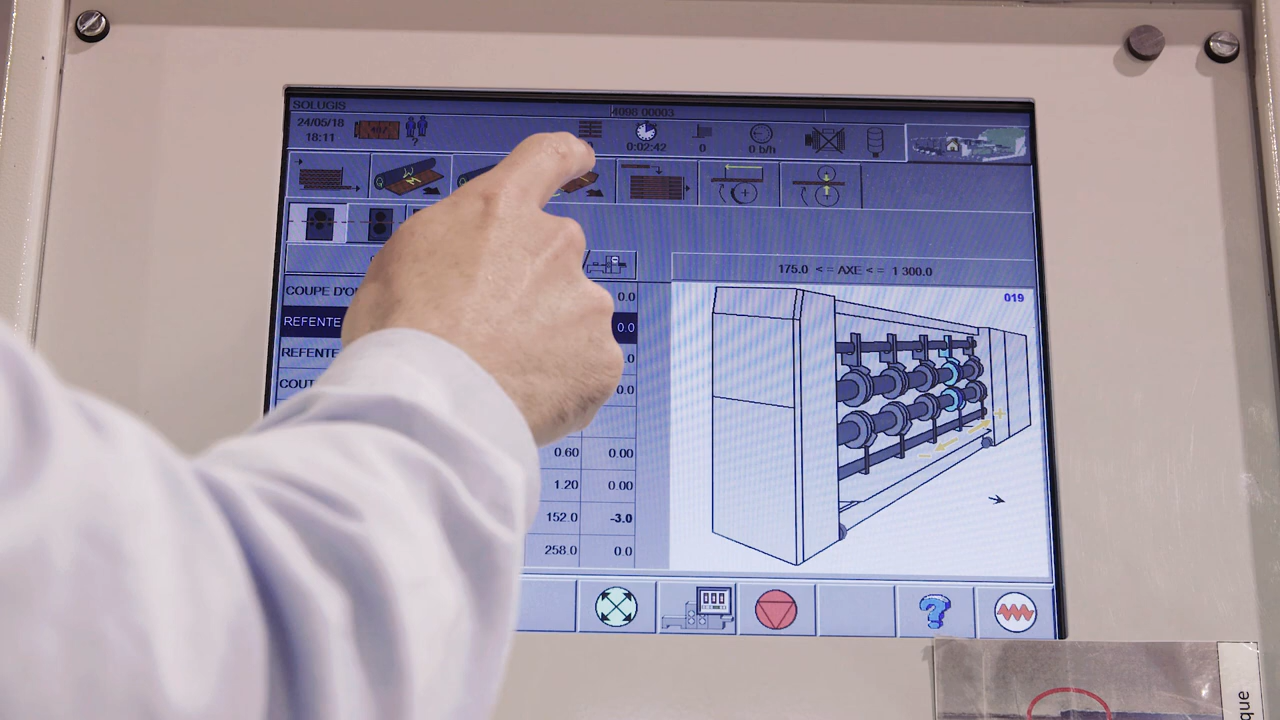 SOLUGIS
4098 00003
24/05/18
18:11
?
0:02:42
0
0 b/h
175.0 <= AXE <= 1 300.0
COUPE D'O
0.0
019
REFENTE
0.0
REFENTE
.0
COUT
0.0
0.60 0.00
1.20 0.00
152.0 -3.0
258.0 0.0
?
que